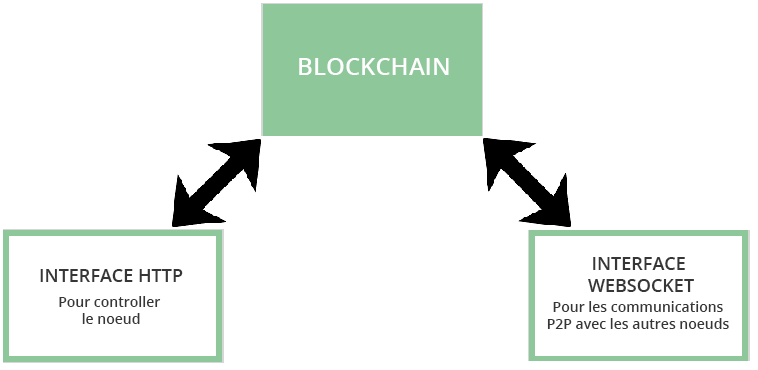 BLOCKCHAIN
INTERFACE HTTP
Pour controller
le noeud
INTERFACE
WEBSOCKET
Pour les communications
P2P avec les autres noeuds